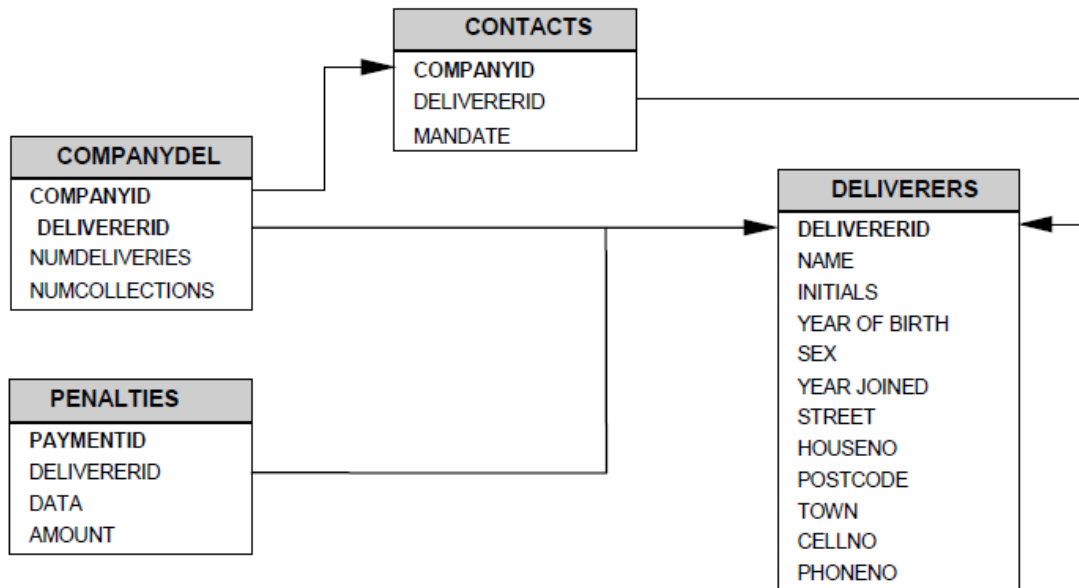 CONTACTS
COMPANYID
DELIVERERID
MANDATE
COMPANYDEL
COMPANYID
DELIVERERID
NUMDELIVERIES
NUMCOLLECTIONS
DELIVERERS
DELIVERERID
NAME
INITIALS
YEAR OF BIRTH
SEX
YEAR JOINED
STREET
HOUSENO
POSTCODE
TOWN
CELLNO
PHONENO
PENALTIES
PAYMENTID
DELIVERERID
DATA
AMOUNT